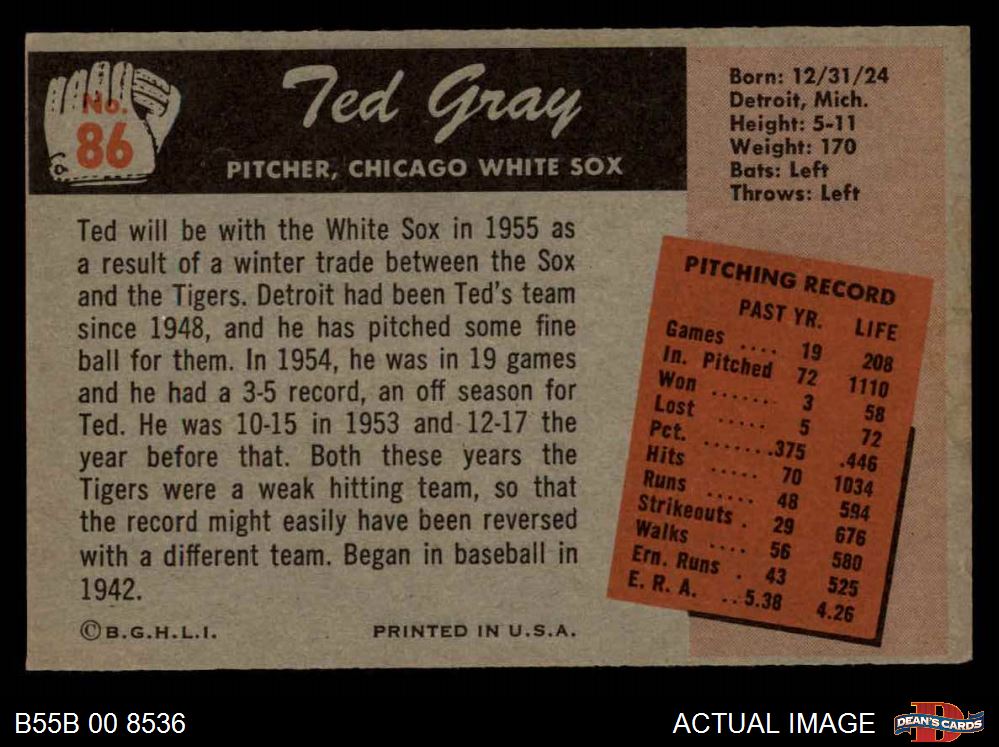 No.
86
Ted Gray
PITCHER, CHICAGO WHITE SOX
Born: 12/31/24
Detroit, Mich.
Height: 5-11
Weight: 170
Bats: Left
Throws: Left
Ted will be with the White Sox in 1955 as
a result of a winter trade between the Sox
and the Tigers. Detroit had been Ted's team
since 1948, and he has pitched some fine
ball for them. In 1954, he was in 19 games
and he had a 3-5 record, an off season for
Ted. He was 10-15 in 1953 and 12-17 the
year before that. Both these years the
Tigers were a weak hitting team, so that
the record might easily have been reversed
with a different team. Began in baseball in
1942.
©B.G.H.L.I. PRINTED IN U.S.A.
PITCHING RECORD
PAST YR. LIFE
Games .... 19 208
In. Pitched 72 1110
Won ....... 3 58
Lost ..... 5 72
Pct. .......375 .446
Hits ..... 70 1034
Runs ..... 48 594
Strikeouts . 29 676
Walks .... 56 580
Ern. Runs . 43 525
E. R. A. ..5.38 4.26
B55B 00 8536
ACTUAL IMAGE
DEAN'S CARDS